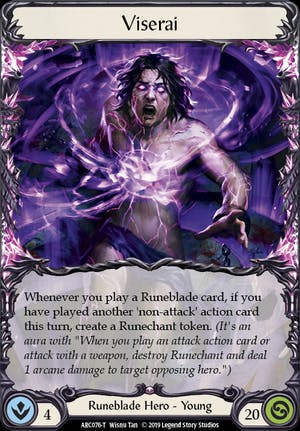 Viserai
Whenever you play a Runeblade card, if you
have played another 'non-attack' action card
this turn, create a Runechant token. (It's an
aura with "When you play an attack action card or
attack with a weapon, destroy Runechant and deal
1 arcane damage to target opposing hero.")
4
Runeblade Hero - Young
20
ARC076-T Wisnu Tan © 2019 Legend Story Studios